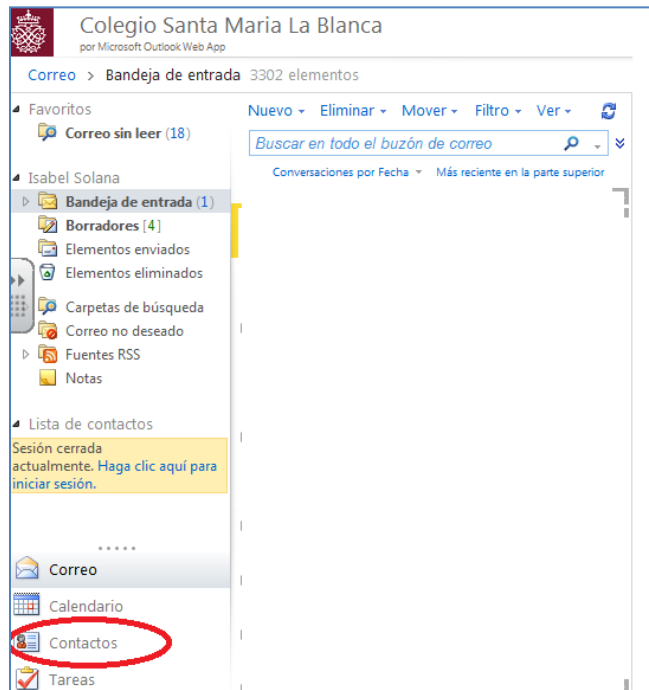 Colegio Santa Maria La Blanca
por Microsoft Outlook Web App
Correo > Bandeja de entrada 3302 elementos
Favoritos
Correo sin leer (18)
Isabel Solana
Bandeja de entrada (1)
Borradores [4]
Elementos enviados
Elementos eliminados
Carpetas de búsqueda
Correo no deseado
Fuentes RSS
Notas
Lista de contactos
Sesión cerrada
actualmente. Haga clic aquí para
iniciar sesión.
Correo
Calendario
Contactos
Tareas
Nuevo Eliminar Mover Filtro Ver
Buscar en todo el buzón de correo
Conversaciones por Fecha Más reciente en la parte superior